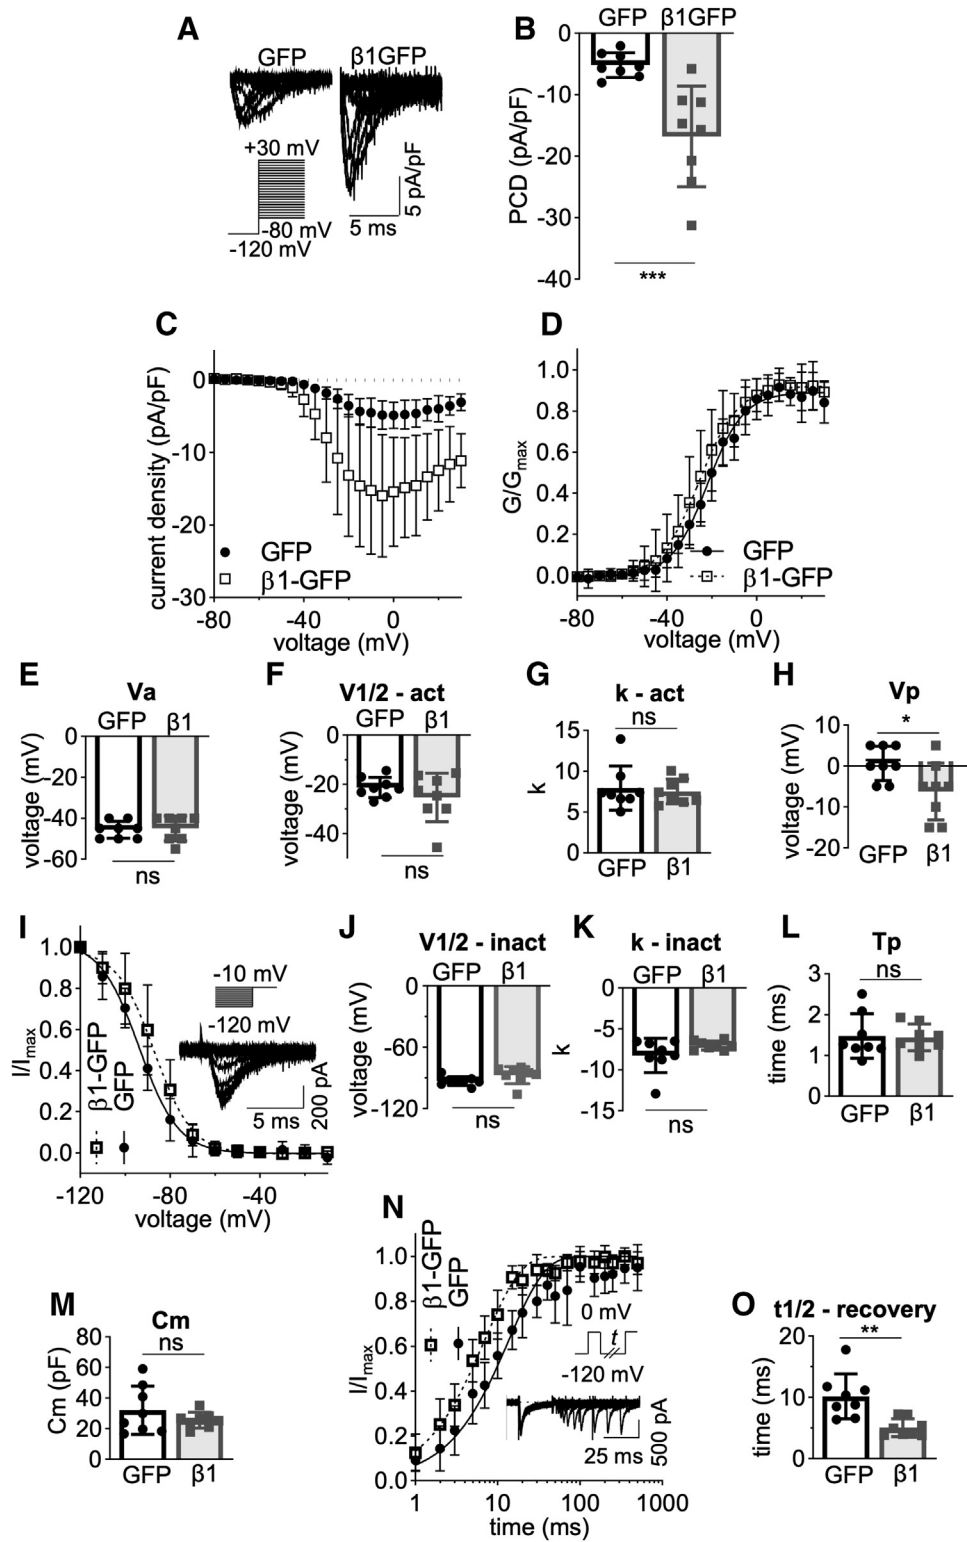 A
GFP
β1GFP
+30 mV
-80 mV
-120 mV
5 ms
5 pA/pF
B
GFP
β1GFP
PCD (pA/pF)
0
-10
-20
-30
-40
***
C
current density (pA/pF)
0
-10
-20
-30
GFP
β1-GFP
-80
-40
0
voltage (mV)
D
G/Gmax
1.0
0.8
0.6
0.4
0.2
0.0
GFP
β1-GFP
-80
-40
0
voltage (mV)
E
Va
GFP
β1
voltage (mV)
0
-20
-40
-60
ns
F
V1/2 - act
GFP
β1
voltage (mV)
0
-20
-40
ns
G
k - act
ns
k
15
10
5
0
GFP
β1
H
Vp
*
voltage (mV)
10
0
-10
-20
GFP
β1
I
I/Imax
1.0
0.8
0.6
0.4
0.2
0.0
β1-GFP
GFP
-10 mV
-120 mV
5 ms
200 pA
-120
-80
-40
voltage (mV)
J
V1/2 - inact
GFP
β1
voltage (mV)
0
-60
-120
ns
K
k - inact
GFP
β1
k
0
-5
-10
-15
ns
L
Tp
ns
time (ms)
3
2
1
0
GFP
β1
M
Cm
ns
Cm (pF)
80
60
40
20
0
GFP
β1
N
I/Imax
1.0
0.8
0.6
0.4
0.2
0.0
β1-GFP
GFP
0 mV
t
-120 mV
25 ms
500 pA
1
10
100
1000
time (ms)
O
t1/2 - recovery
**
time (ms)
20
10
0
GFP
β1